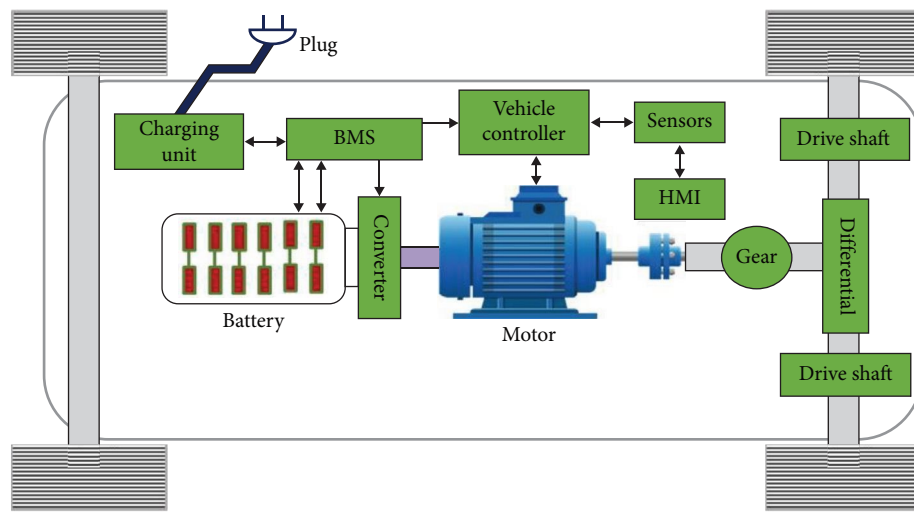 Plug
Charging
unit
BMS
Vehicle
controller
Sensors
Drive shaft
HMI
Converter
Gear
Differential
Battery
Motor
Drive shaft